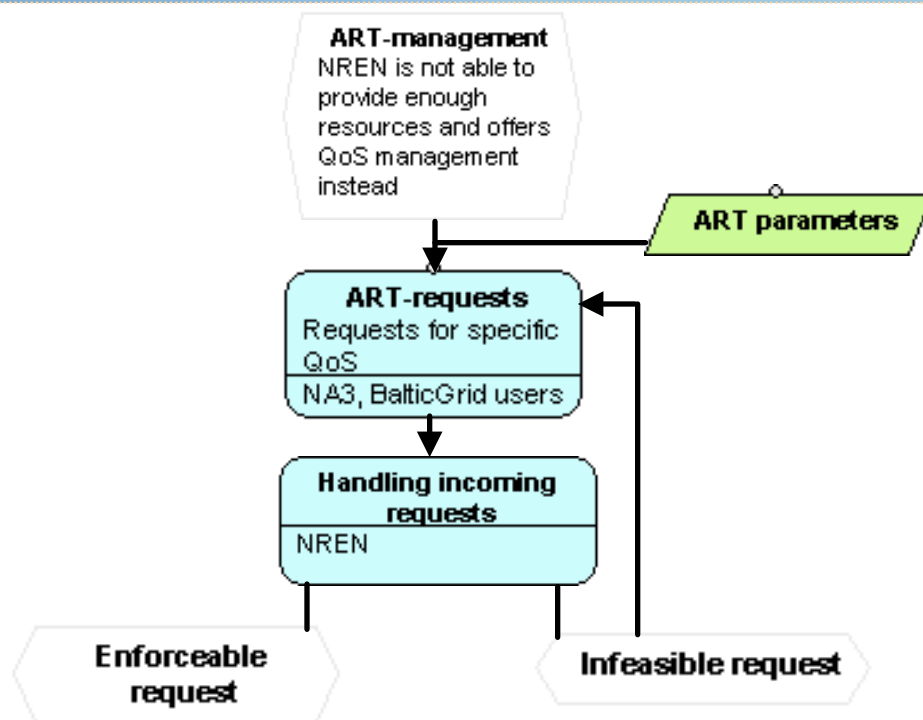 ART-management
NREN is not able to
provide enough
resources and offers
QoS management
instead
ART parameters
ART-requests
Requests for specific
QoS
NA3, BalticGrid users
Handling incoming
requests
NREN
Enforceable
request
Infeasible request